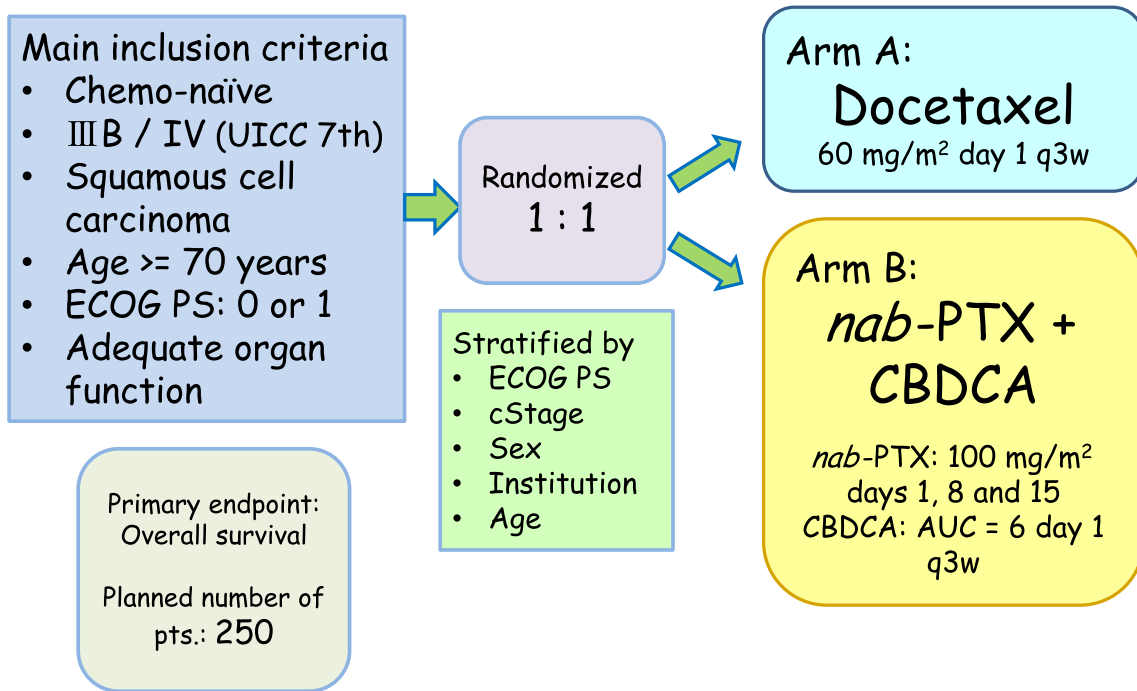 Main inclusion criteria
• Chemo-naïve
• ⅢB / IV (UICC 7th)
• Squamous cell
carcinoma
• Age >= 70 years
• ECOG PS: 0 or 1
• Adequate organ
function
Primary endpoint:
Overall survival
Planned number of
pts.: 250
Randomized
1 : 1
Stratified by
• ECOG PS
• cStage
• Sex
• Institution
• Age
Arm A:
Docetaxel
60 mg/m² day 1 q3w
Arm B:
nab-PTX +
CBDCA
nab-PTX: 100 mg/m²
days 1, 8 and 15
CBDCA: AUC = 6 day 1
q3w